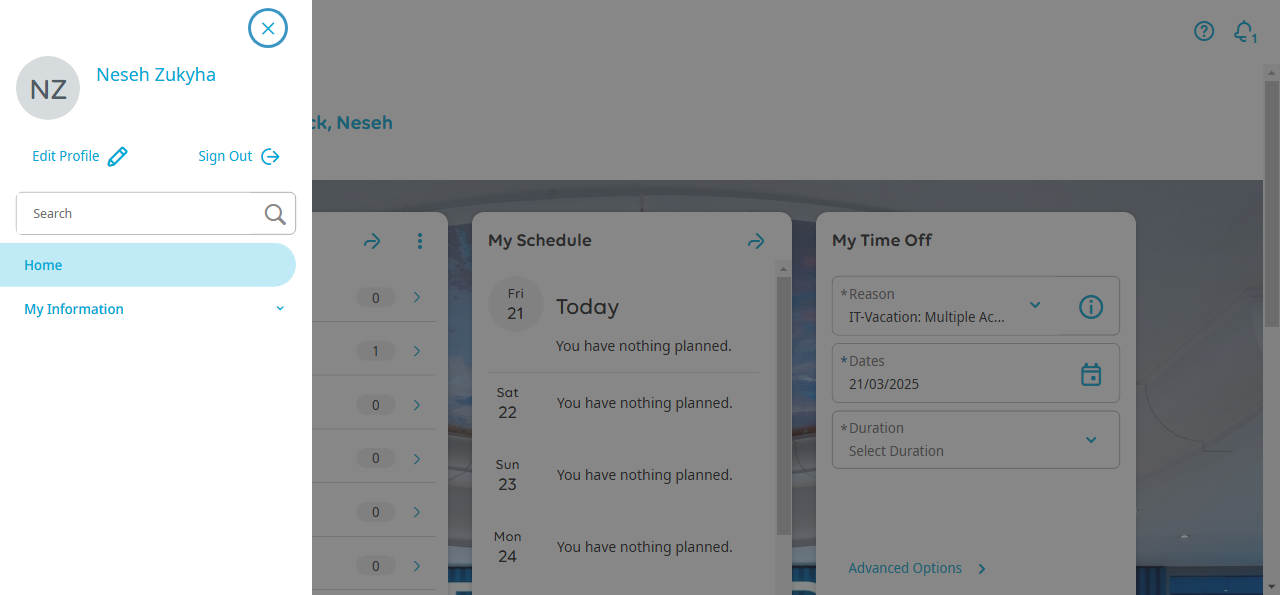 NZ
Neseh Zukyha
Edit Profile
Sign Out
Search
Home
My Information
1
ck, Neseh
0
1
0
0
0
0
My Schedule
Fri
21
Today
You have nothing planned.
Sat
22
You have nothing planned.
Sun
23
You have nothing planned.
Mon
24
You have nothing planned.
My Time Off
*Reason
IT-Vacation: Multiple Ac...
*Dates
21/03/2025
*Duration
Select Duration
Advanced Options